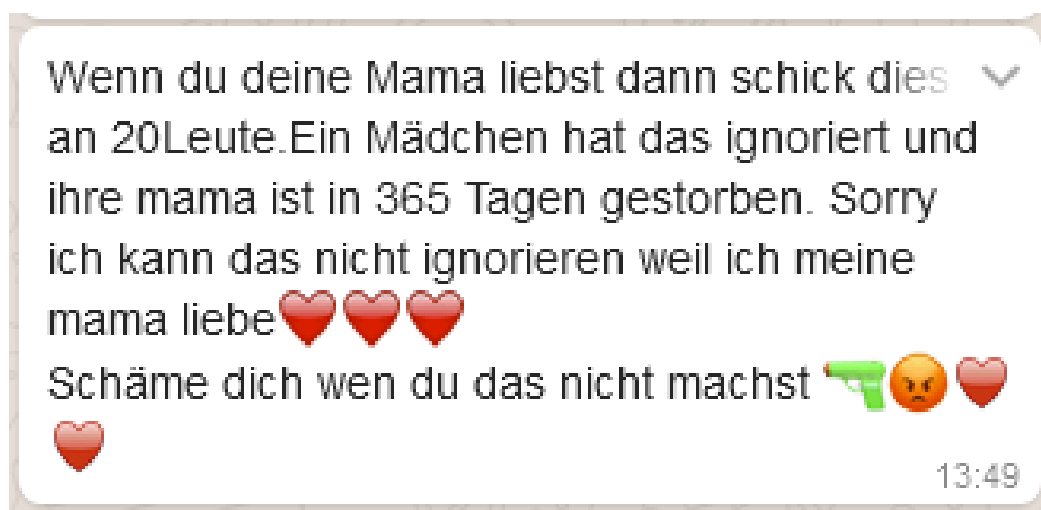 Wenn du deine Mama liebst dann schick dies
an 20Leute.Ein Mädchen hat das ignoriert und
ihre mama ist in 365 Tagen gestorben. Sorry
ich kann das nicht ignorieren weil ich meine
mama liebe❤️❤️❤️
Schäme dich wen du das nicht machst 🔫😡❤️
❤️
13:49